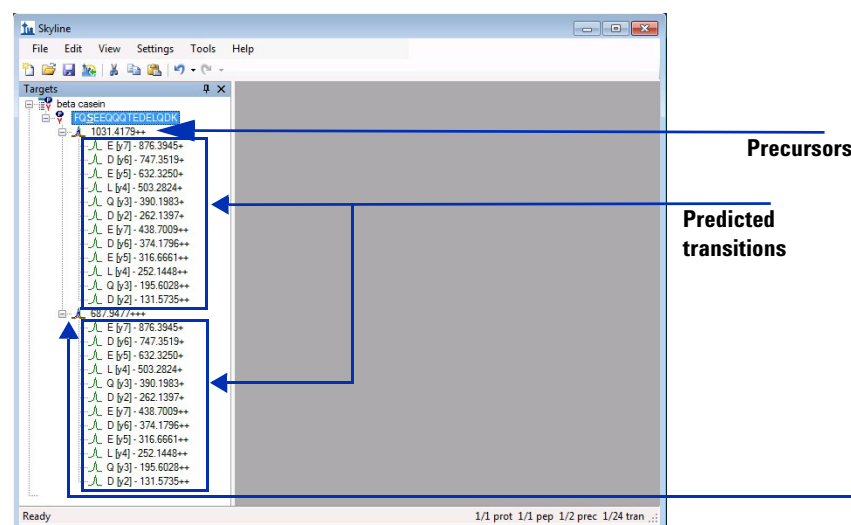 Skyline
File Edit View Settings Tools Help
Targets
beta casein
FQSEEQQQTEDELQDK
1031.4179++
E [y7] - 876.3945+
D [y6] - 747.3519+
E [y5] - 632.3250+
L [y4] - 503.2824+
Q [y3] - 390.1983+
D [y2] - 262.1397+
E [y7] - 438.7009++
D [y6] - 374.1796++
E [y5] - 316.6661++
L [y4] - 252.1448++
Q [y3] - 195.6028++
D [y2] - 131.5735++
687.9477+++
E [y7] - 876.3945+
D [y6] - 747.3519+
E [y5] - 632.3250+
L [y4] - 503.2824+
Q [y3] - 390.1983+
D [y2] - 262.1397+
E [y7] - 438.7009++
D [y6] - 374.1796++
E [y5] - 316.6661++
L [y4] - 252.1448++
Q [y3] - 195.6028++
D [y2] - 131.5735++
Precursors
Predicted
transitions
Ready 1/1 prot 1/1 pep 1/2 prec 1/24 tran